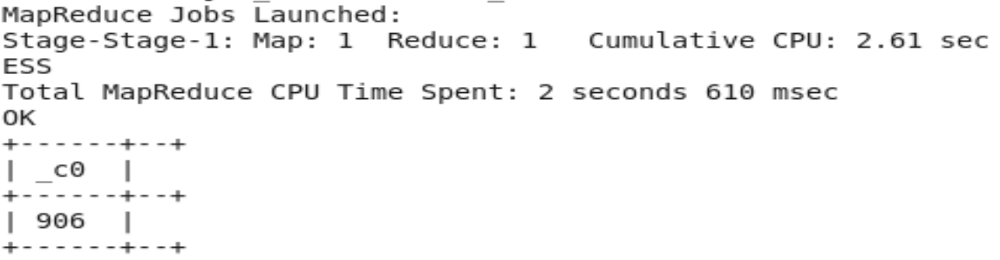 MapReduce Jobs Launched:
Stage-Stage-1: Map: 1  Reduce: 1   Cumulative CPU: 2.61 sec
ESS
Total MapReduce CPU Time Spent: 2 seconds 610 msec
OK
+------+--+
| _c0  |
+------+--+
| 906  |
+------+--+